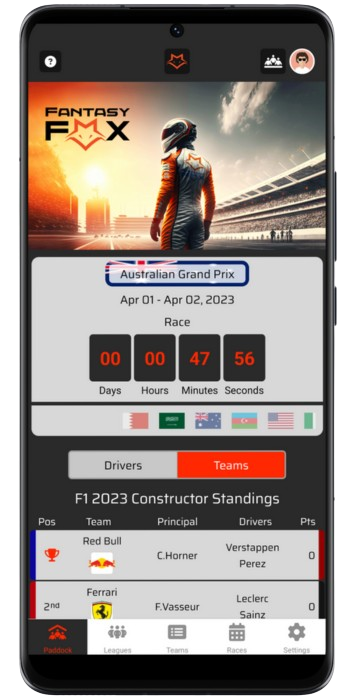 ?
FANTASY
FOX
Australian Grand Prix
Apr 01 - Apr 02, 2023
Race
00 00 47 56
Days Hours Minutes Seconds
Drivers Teams
F1 2023 Constructor Standings
Pos Team Principal Drivers Pts
Red Bull C.Horner Verstappen Perez 0
2nd Ferrari F.Vasseur Leclerc Sainz 0
Paddock Leagues Teams Races Settings